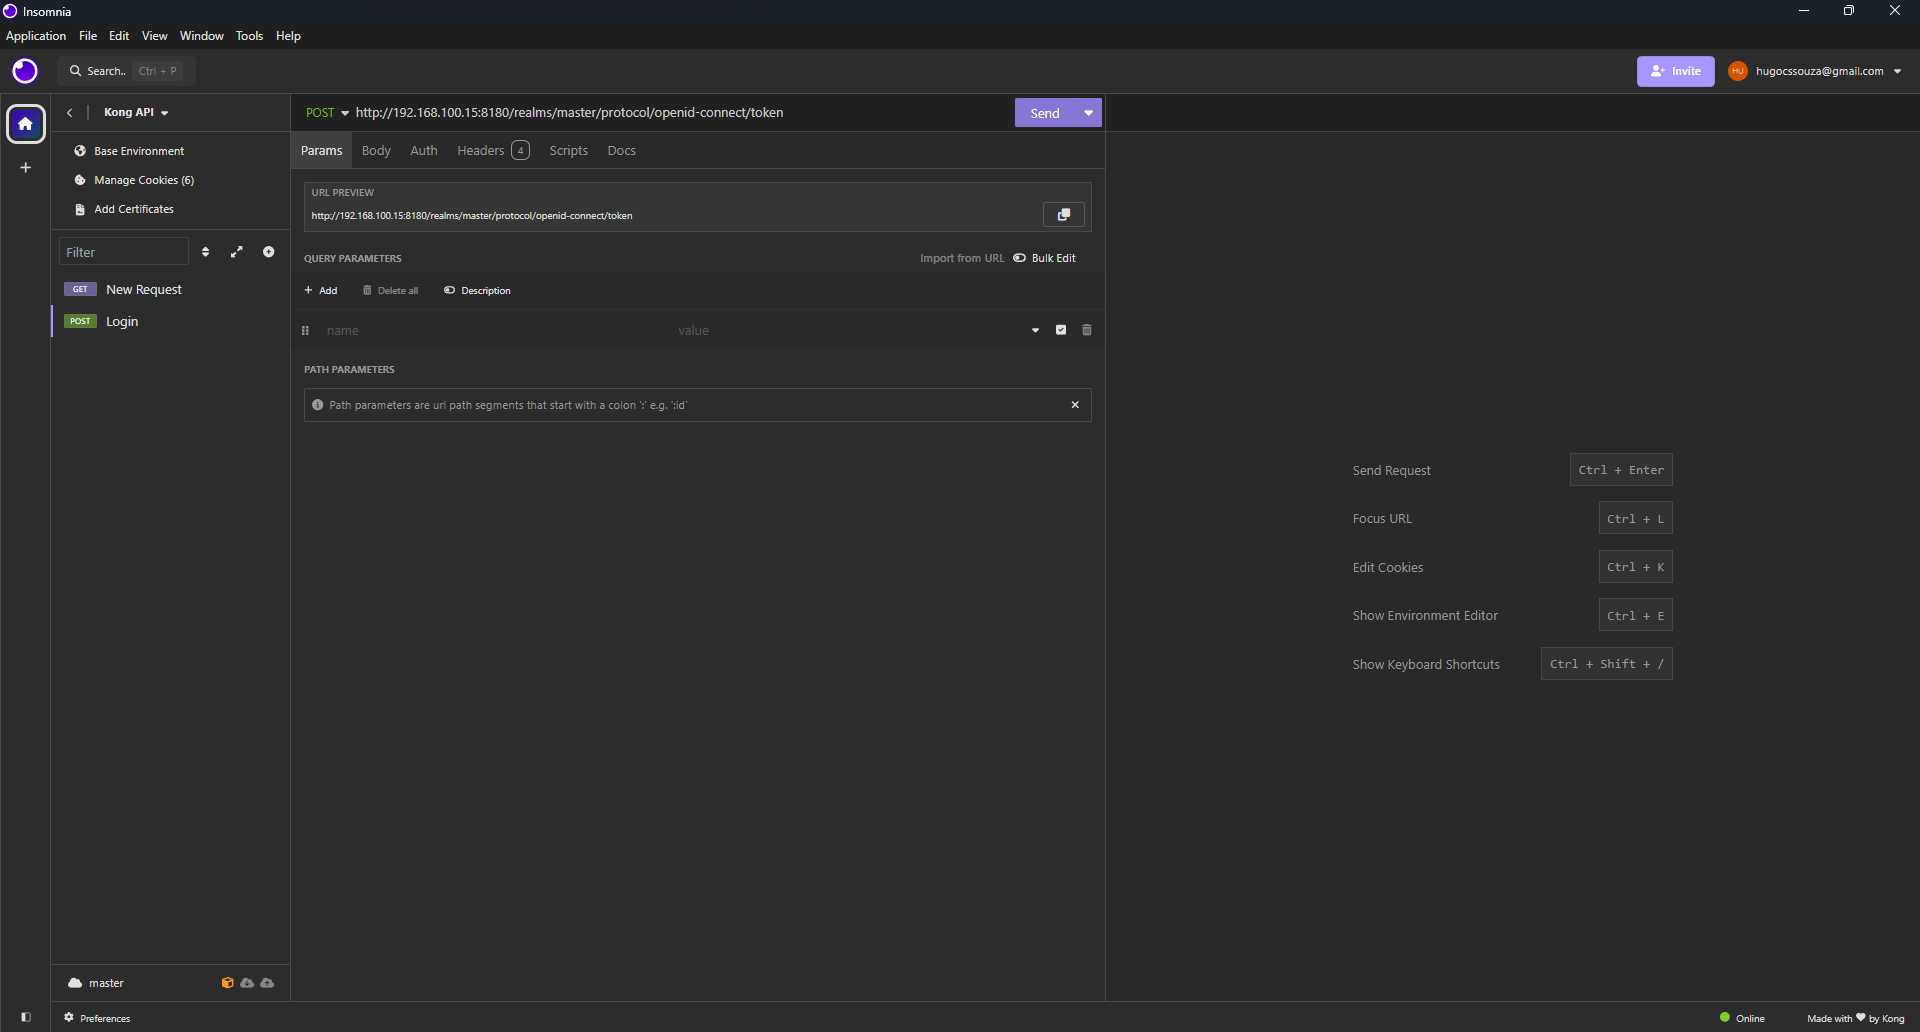 Insomnia
Application File Edit View Window Tools Help
Search.. Ctrl + P
Invite
HU hugocssouza@gmail.com
Kong API
POST http://192.168.100.15:8180/realms/master/protocol/openid-connect/token
Send
Base Environment
Manage Cookies (6)
Add Certificates
Filter
GET New Request
POST Login
Params Body Auth Headers 4 Scripts Docs
URL PREVIEW
http://192.168.100.15:8180/realms/master/protocol/openid-connect/token
QUERY PARAMETERS
Import from URL Bulk Edit
+ Add Delete all Description
name value
PATH PARAMETERS
Path parameters are url path segments that start with a colon ':' e.g. ':id'
Send Request Ctrl + Enter
Focus URL Ctrl + L
Edit Cookies Ctrl + K
Show Environment Editor Ctrl + E
Show Keyboard Shortcuts Ctrl + Shift + /
master
Preferences
Online
Made with ♥ by Kong